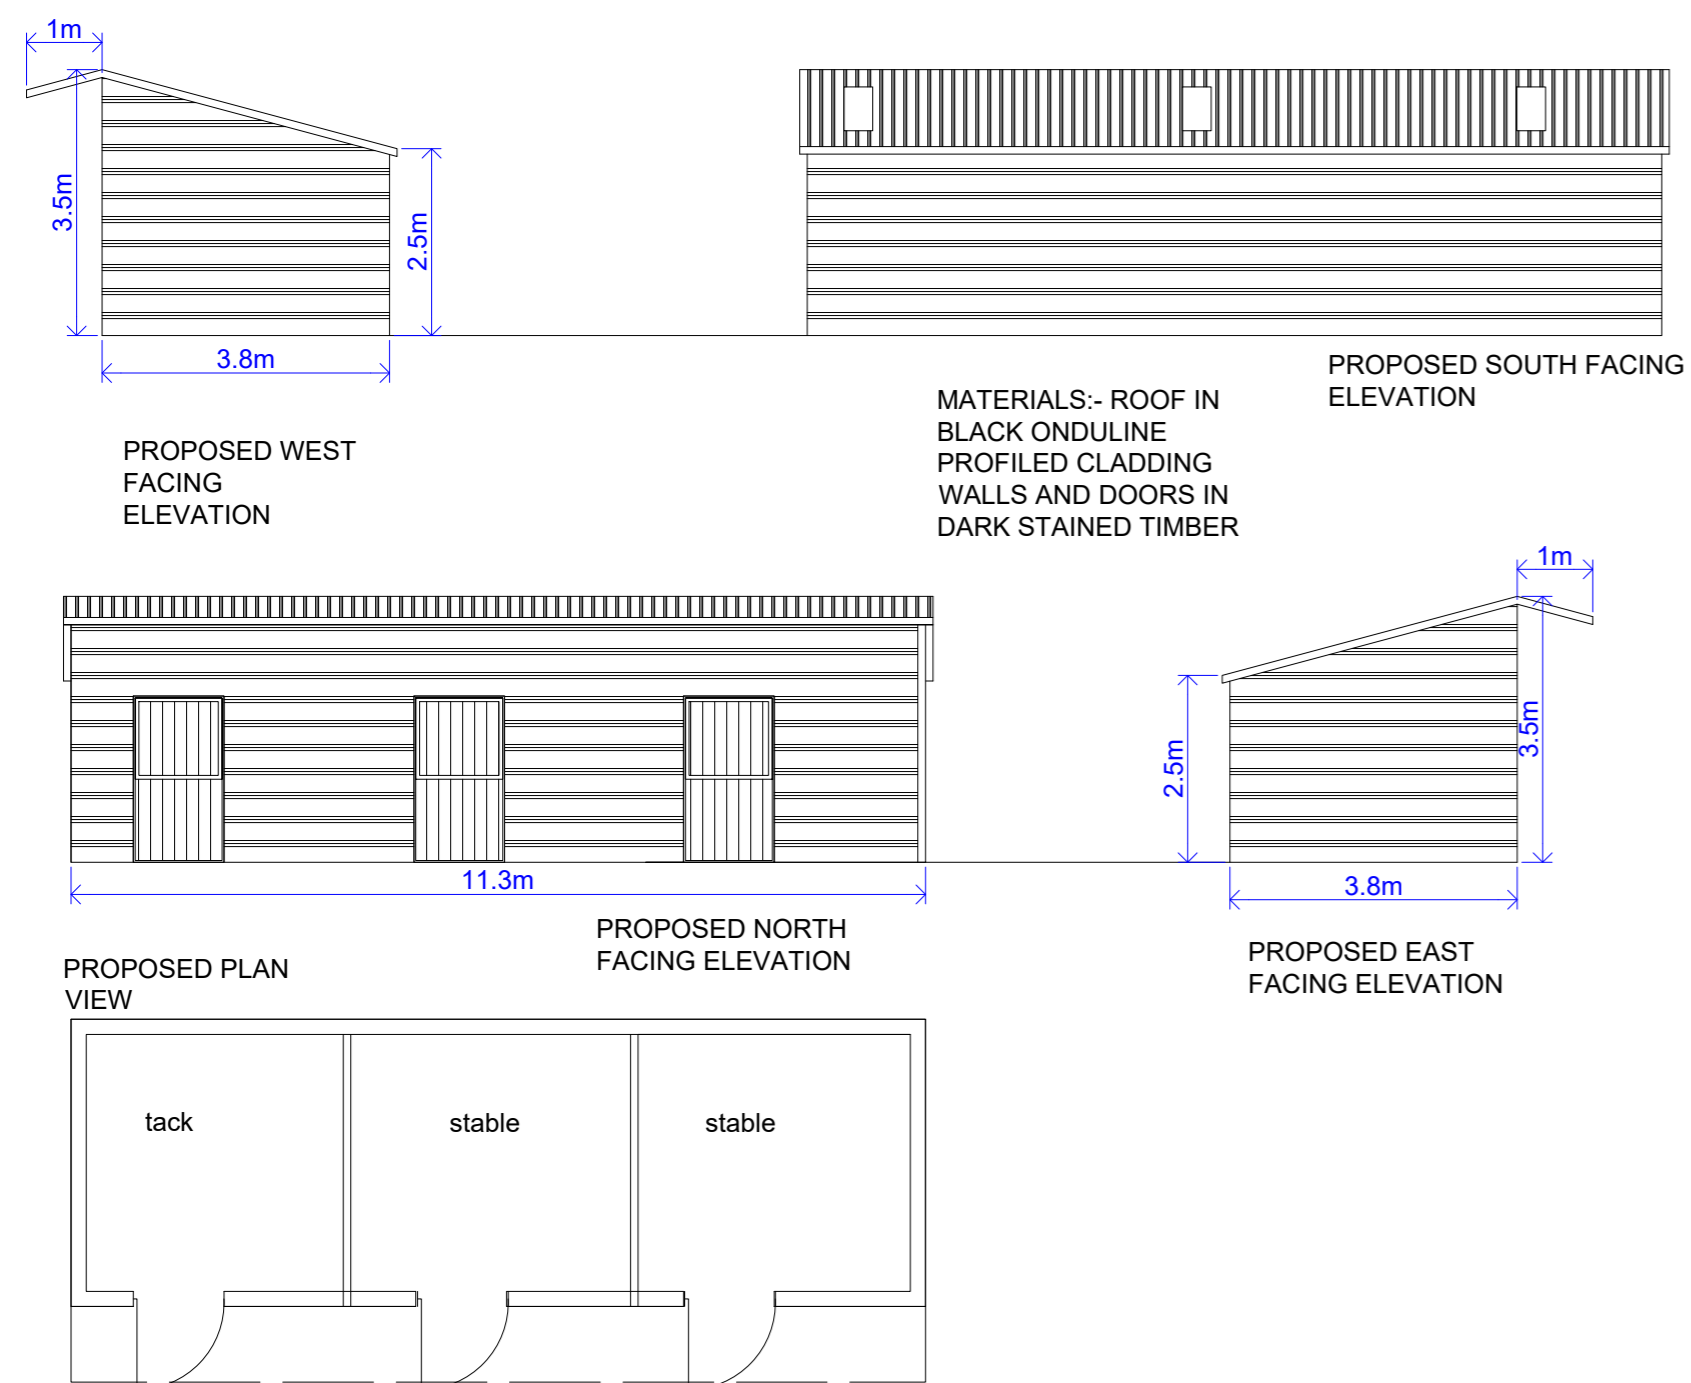 1m
3.5m
2.5m
3.8m
PROPOSED WEST
FACING
ELEVATION
PROPOSED SOUTH FACING
ELEVATION
MATERIALS:- ROOF IN
BLACK ONDULINE
PROFILED CLADDING
WALLS AND DOORS IN
DARK STAINED TIMBER
11.3m
PROPOSED NORTH
FACING ELEVATION
1m
2.5m
3.5m
3.8m
PROPOSED EAST
FACING ELEVATION
PROPOSED PLAN
VIEW
tack
stable
stable